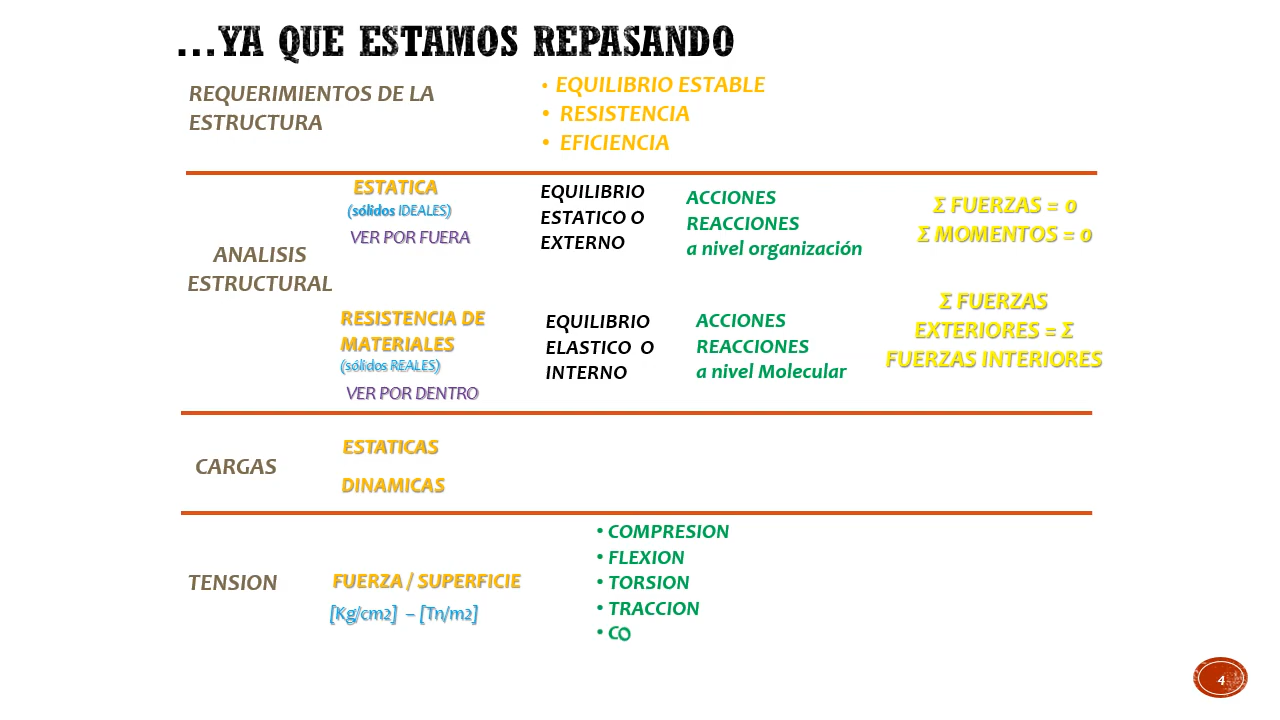 ...YA QUE ESTAMOS REPASANDO
REQUERIMIENTOS DE LA
ESTRUCTURA
• EQUILIBRIO ESTABLE
• RESISTENCIA
• EFICIENCIA
ANALISIS
ESTRUCTURAL
ESTATICA
(sólidos IDEALES)
VER POR FUERA
EQUILIBRIO
ESTATICO O
EXTERNO
ACCIONES
REACCIONES
a nivel organización
Σ FUERZAS = 0
Σ MOMENTOS = 0
RESISTENCIA DE
MATERIALES
(sólidos REALES)
VER POR DENTRO
EQUILIBRIO
ELASTICO O
INTERNO
ACCIONES
REACCIONES
a nivel Molecular
Σ FUERZAS
EXTERIORES = Σ
FUERZAS INTERIORES
CARGAS
ESTATICAS
DINAMICAS
TENSION
FUERZA / SUPERFICIE
[Kg/cm2] – [Tn/m2]
• COMPRESION
• FLEXION
• TORSION
• TRACCION
• CO
4